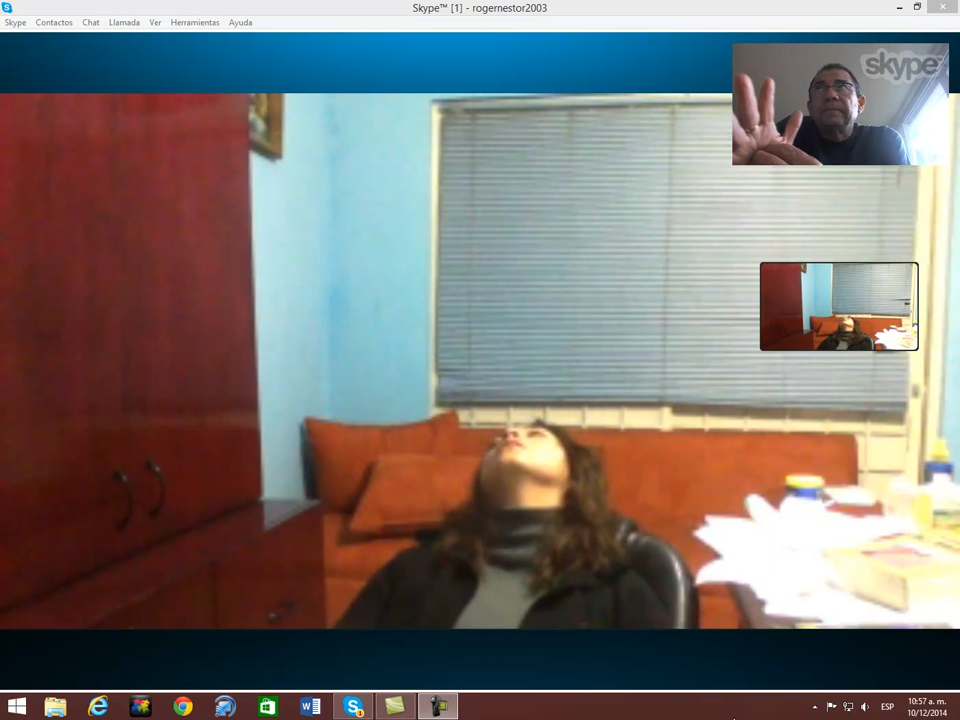 Skype™ [1] - rogernestor2003
Skype Contactos Chat Llamada Ver Herramientas Ayuda
skype
ESP
10:57 a. m.
10/12/2014